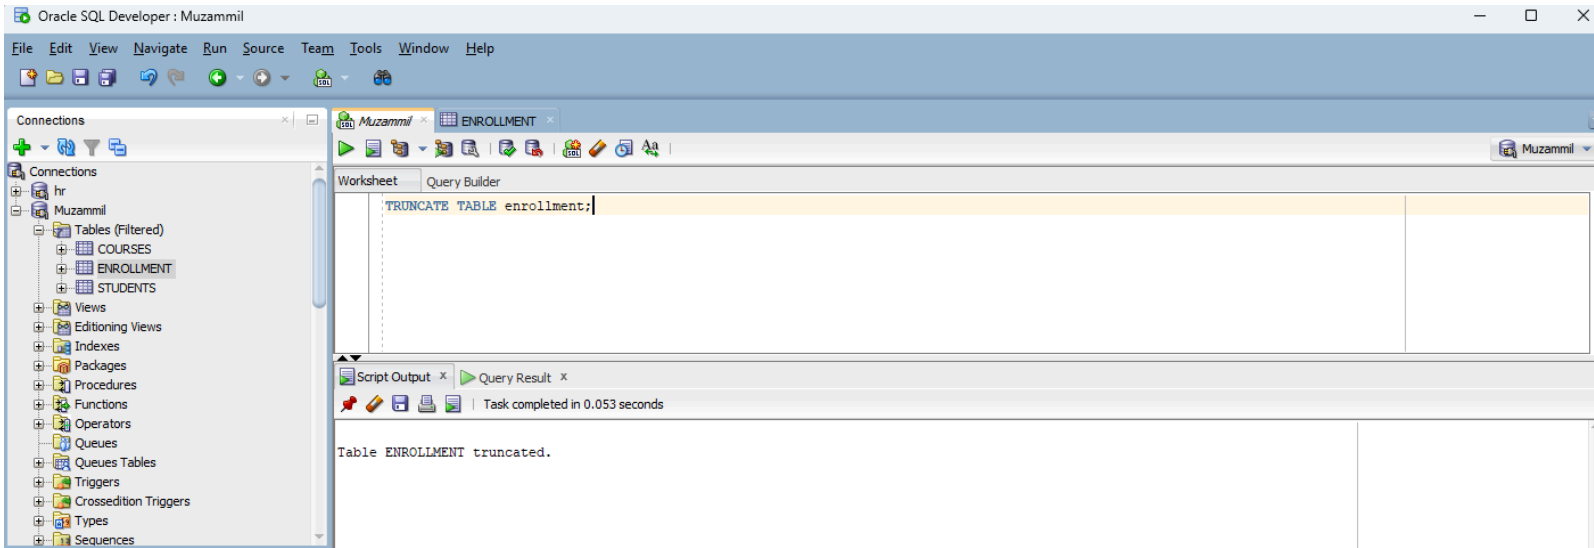 Oracle SQL Developer : Muzammil
File Edit View Navigate Run Source Team Tools Window Help
Connections
Muzammil
ENROLLMENT
Muzammil
Connections
hr
Muzammil
Tables (Filtered)
COURSES
ENROLLMENT
STUDENTS
Views
Editioning Views
Indexes
Packages
Procedures
Functions
Operators
Queues
Queues Tables
Triggers
Crossedition Triggers
Types
Sequences
Worksheet Query Builder
TRUNCATE TABLE enrollment;
Script Output Query Result
Task completed in 0.053 seconds
Table ENROLLMENT truncated.